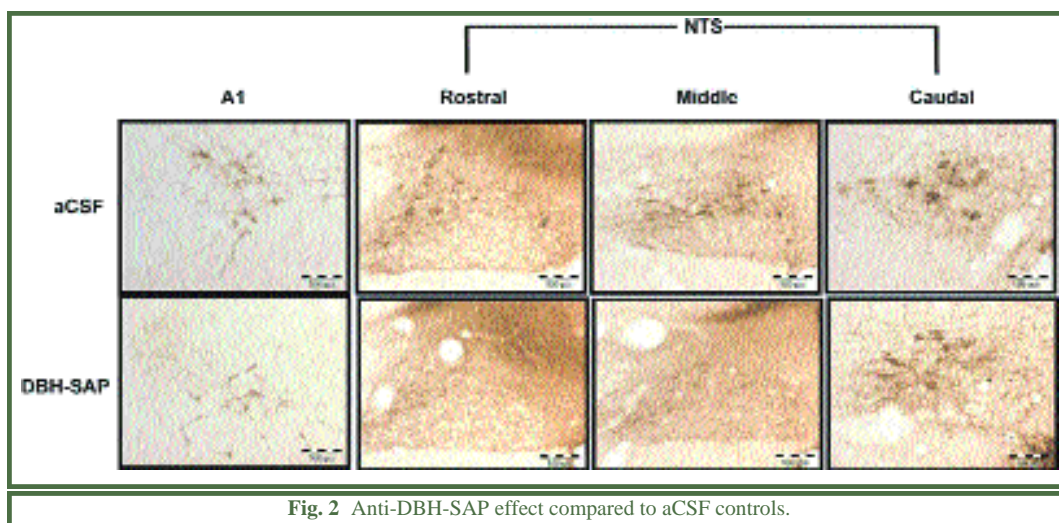 NTS
A1 Rostral Middle Caudal
aCSF
DBH-SAP
Fig. 2 Anti-DBH-SAP effect compared to aCSF controls.